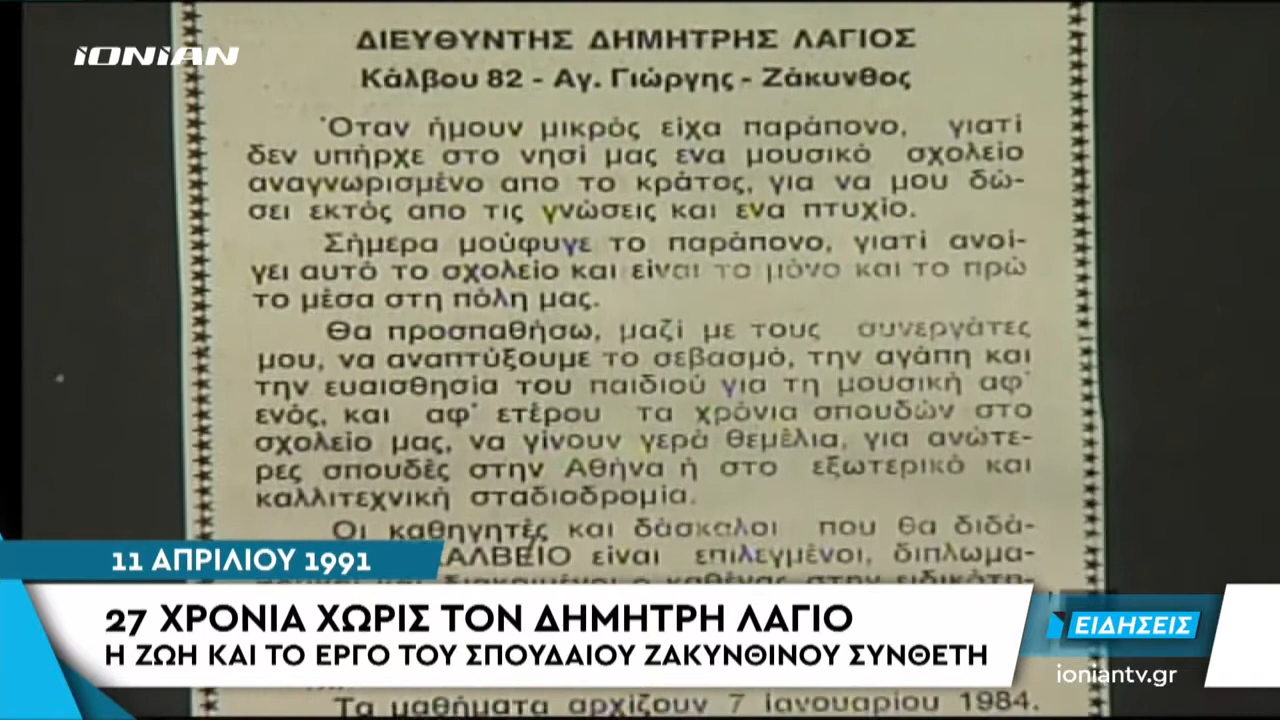 IONIAN
ΔΙΕΥΘΥΝΤΗΣ ΔΗΜΗΤΡΗΣ ΛΑΓΙΟΣ
Κάλβου 82 - Αγ. Γιώργης - Ζάκυνθος
Όταν ήμουν μικρός είχα παράπονο, γιατί
δεν υπήρχε στο νησί μας ενα μουσικό σχολείο
αναγνωρισμένο απο το κράτος, για να μου δώ-
σει εκτός απο τις γνώσεις και ενα πτυχίο.
Σήμερα μούφυγε το παράπονο, γιατί ανοί-
γει αυτό το σχολείο και είναι το μόνο και το πρώ
το μέσα στη πόλη μας.
Θα προσπαθήσω, μαζί με τους συνεργάτες
μου, να αναπτύξουμε το σεβασμό, την αγάπη και
την ευαισθησία του παιδιού για τη μουσική αφ'
ενός, και αφ' ετέρου τα χρόνια σπουδών στο
σχολείο μας, να γίνουν γερά θεμέλια, για ανώτε-
ρες σπουδές στην Αθήνα ή στο εξωτερικό και
καλλιτεχνική σταδιοδρομία.
Οι καθηγητές και δάσκαλοι που θα διδά-
ΑΛΒΕΙΟ είναι επιλεγμένοι, διπλωμα-
11 ΑΠΡΙΛΙΟΥ 1991
27 ΧΡΟΝΙΑ ΧΩΡΙΣ ΤΟΝ ΔΗΜΗΤΡΗ ΛΑΓΙΟ
Η ΖΩΗ ΚΑΙ ΤΟ ΕΡΓΟ ΤΟΥ ΣΠΟΥΔΑΙΟΥ ΖΑΚΥΝΘΙΝΟΥ ΣΥΝΘΕΤΗ
ΕΙΔΗΣΕΙΣ
ioniantv.gr
Τα μαθήματα αρχίζουν 7 ιανουαρίου 1984.